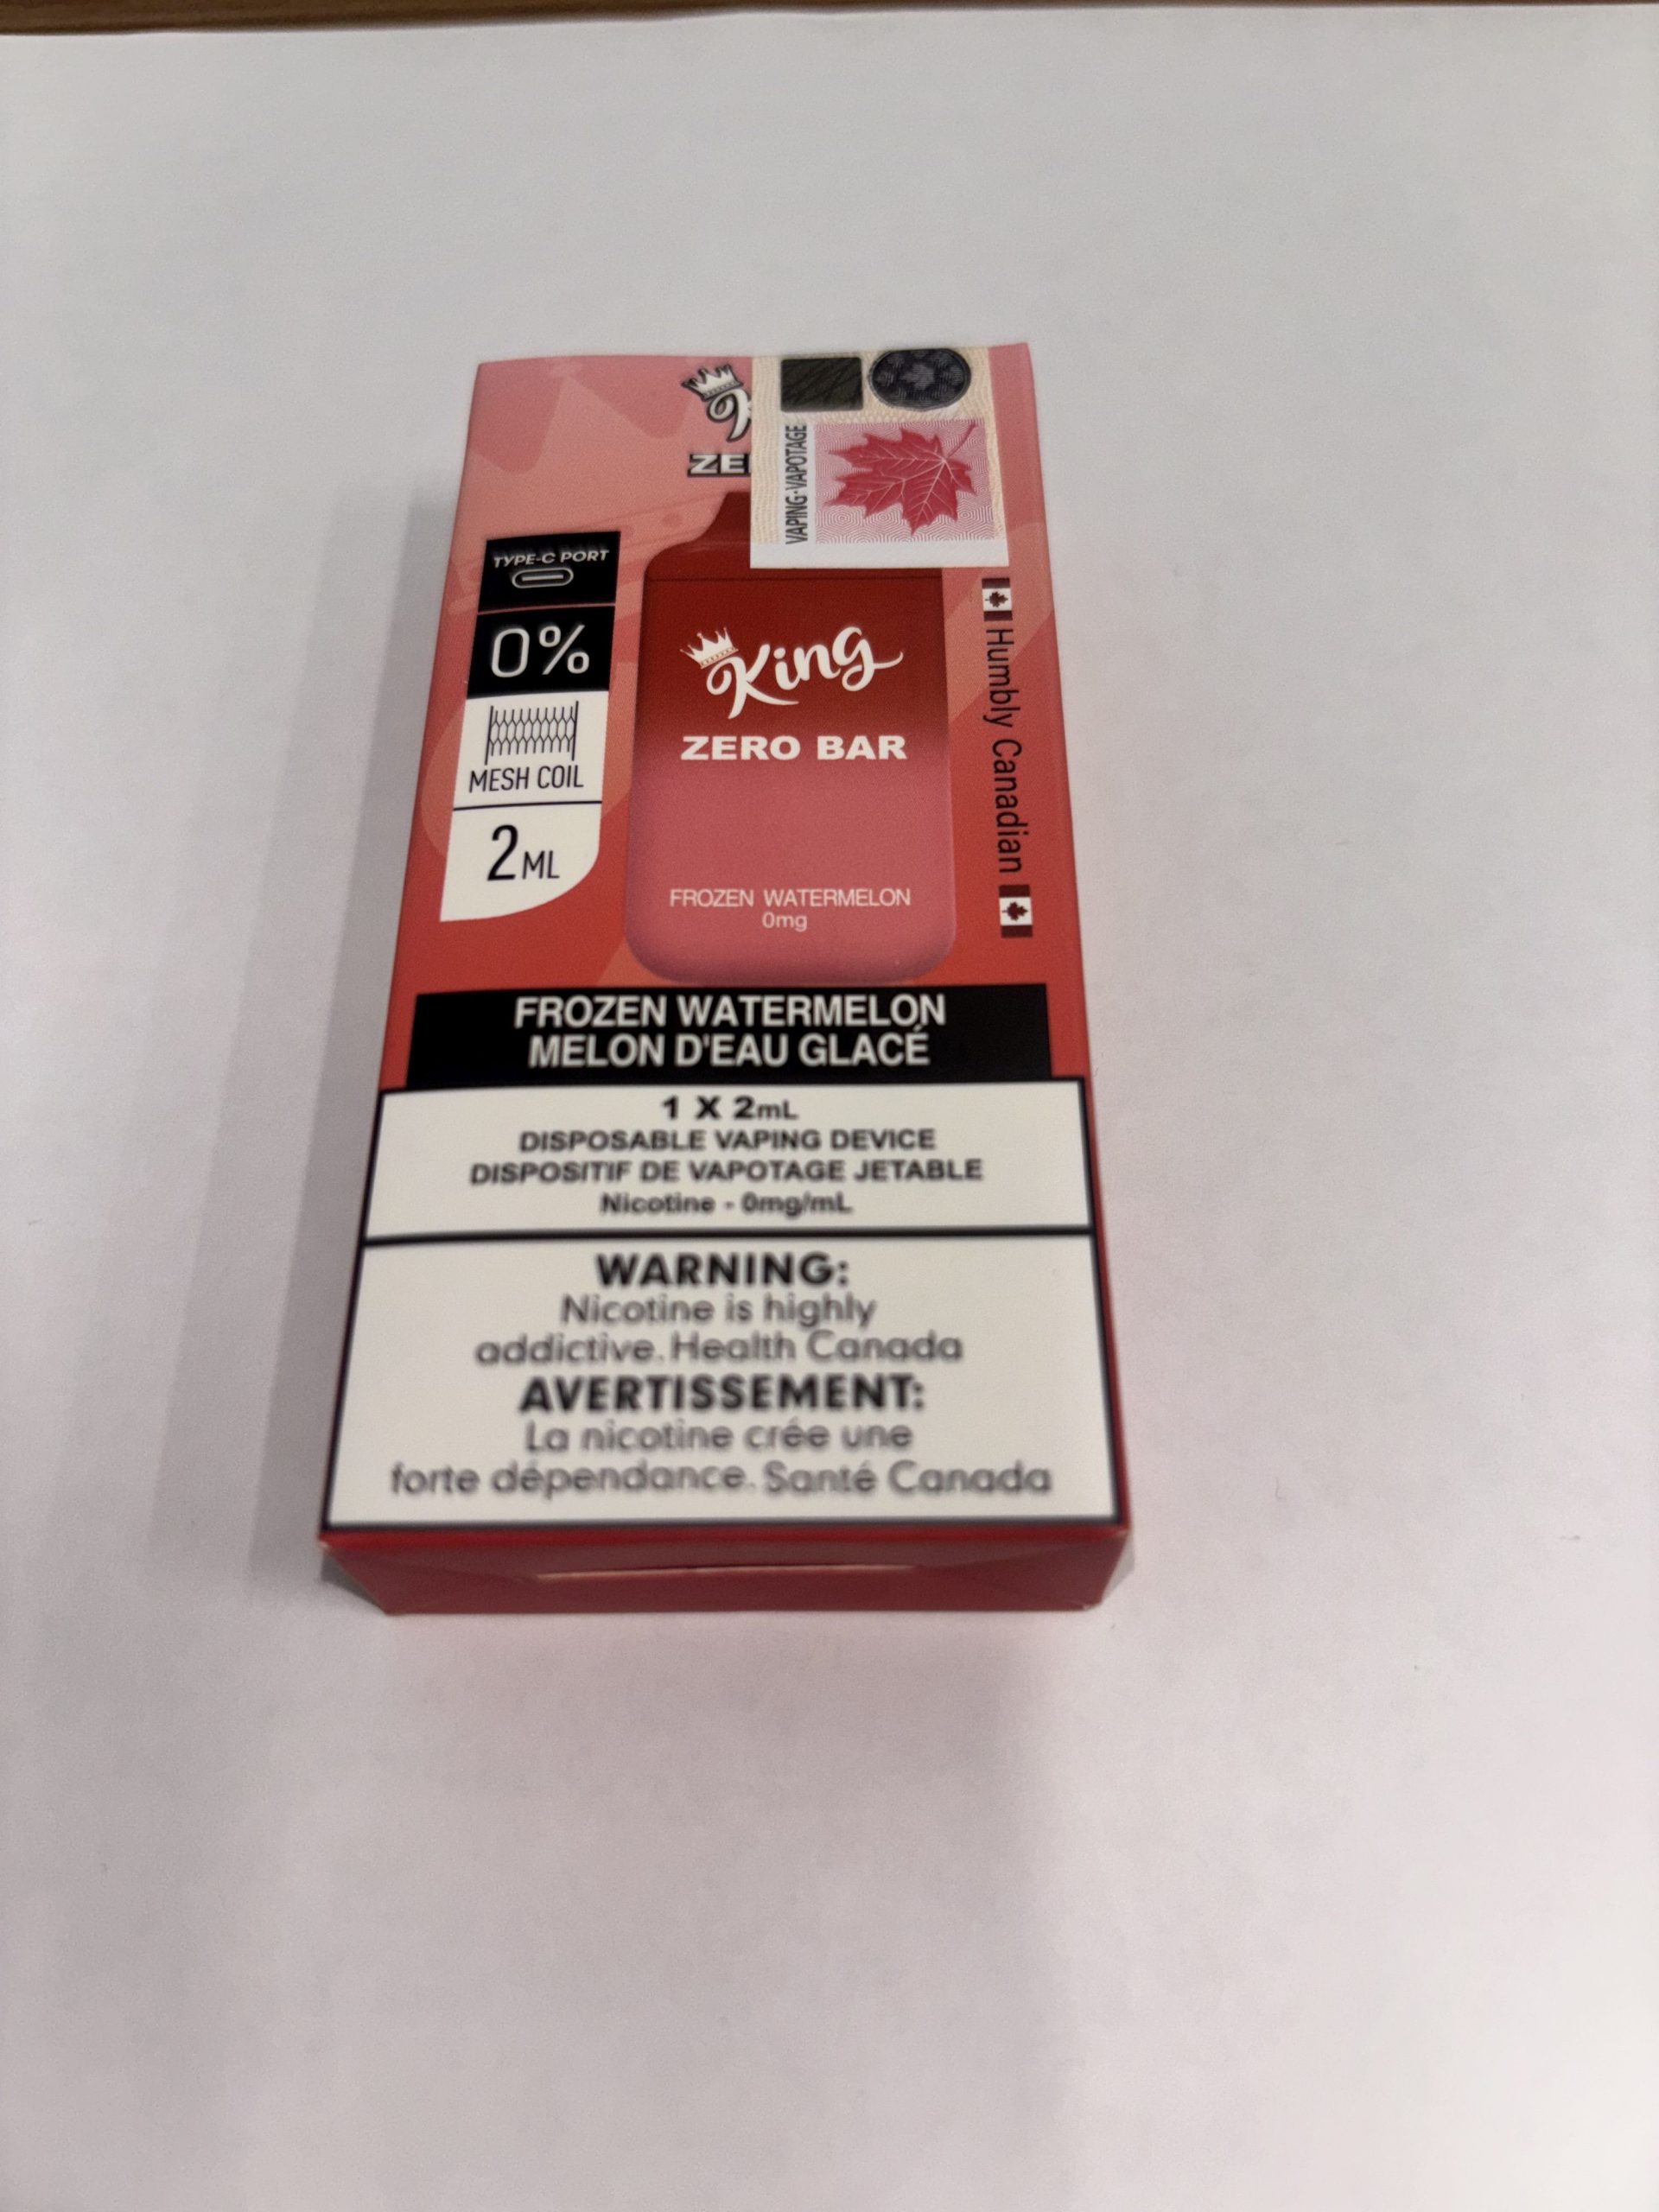 VAPING·VAPOTAGE
TYPE-C PORT
0%
MESH COIL
2ML
King
ZERO BAR
FROZEN WATERMELON
0mg
Humbly Canadian
FROZEN WATERMELON
MELON D'EAU GLACÉ
1 X 2mL
DISPOSABLE VAPING DEVICE
DISPOSITIF DE VAPOTAGE JETABLE
Nicotine - 0mg/mL
WARNING:
Nicotine is highly
addictive. Health Canada
AVERTISSEMENT:
La nicotine crée une
forte dépendance. Santé Canada